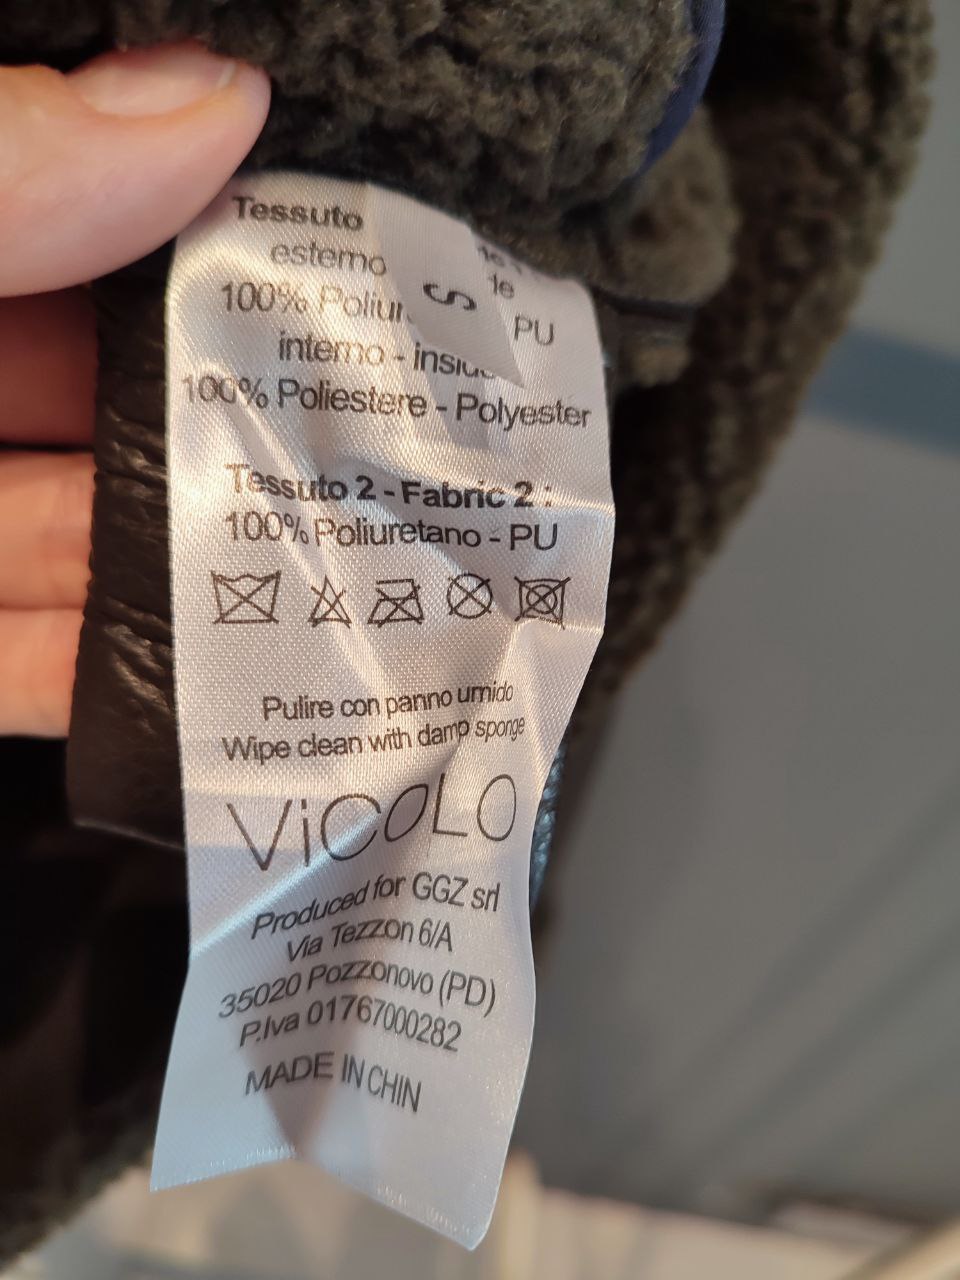 Tessuto
esterno
100% Poliur PU
S
interno - inside
100% Poliestere - Polyester
Tessuto 2 - Fabric 2 :
100% Poliuretano - PU
Pulire con panno umido
Wipe clean with damp sponge
ViCOLO
Produced for GGZ srl
Via Tezzon 6/A
35020 Pozzonovo (PD)
P.Iva 01767000282
MADE IN CHIN